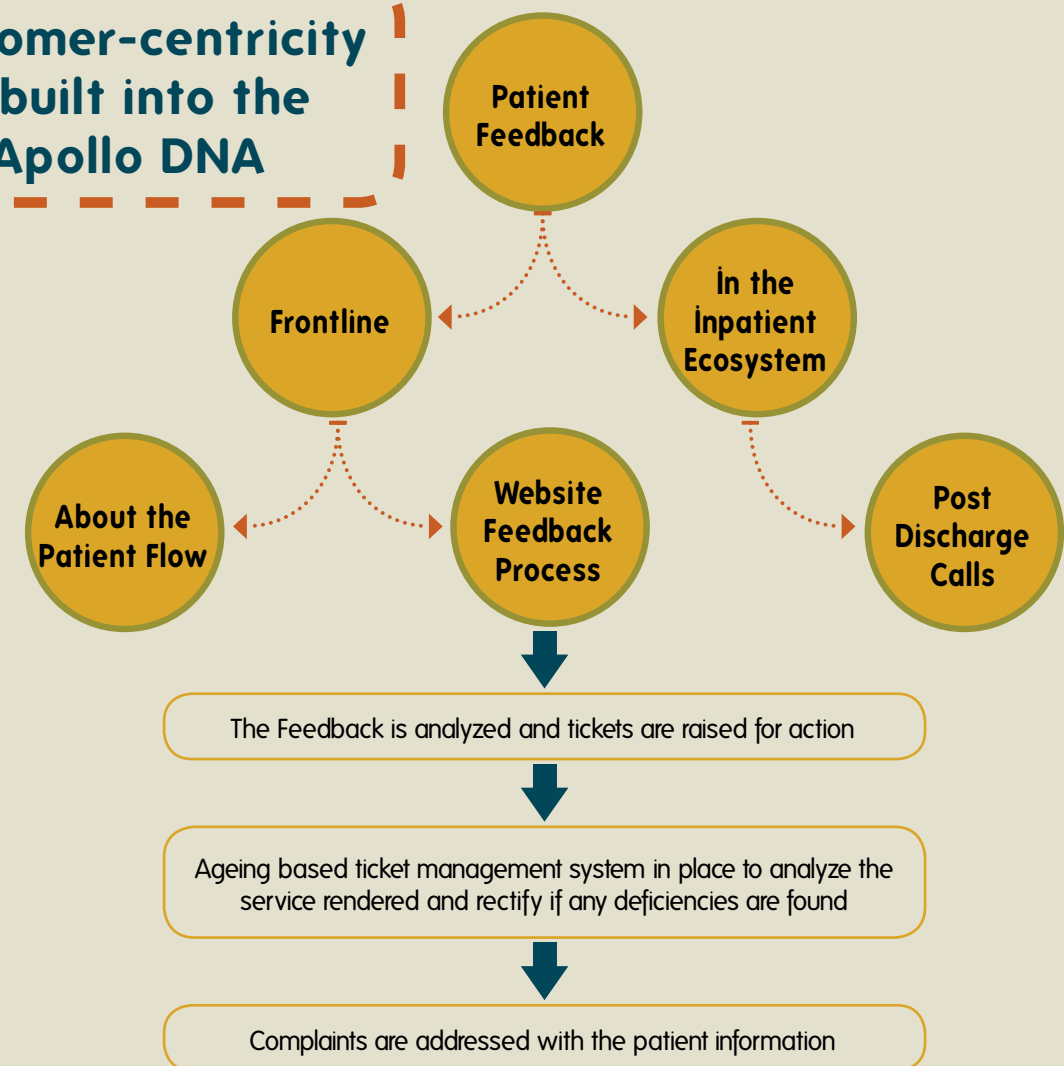 omer-centricity
built into the
Apollo DNA
Patient
Feedback
Frontline
İn the
İnpatient
Ecosystem
About the
Patient Flow
Website
Feedback
Process
Post
Discharge
Calls
The Feedback is analyzed and tickets are raised for action
Ageing based ticket management system in place to analyze the
service rendered and rectify if any deficiencies are found
Complaints are addressed with the patient information